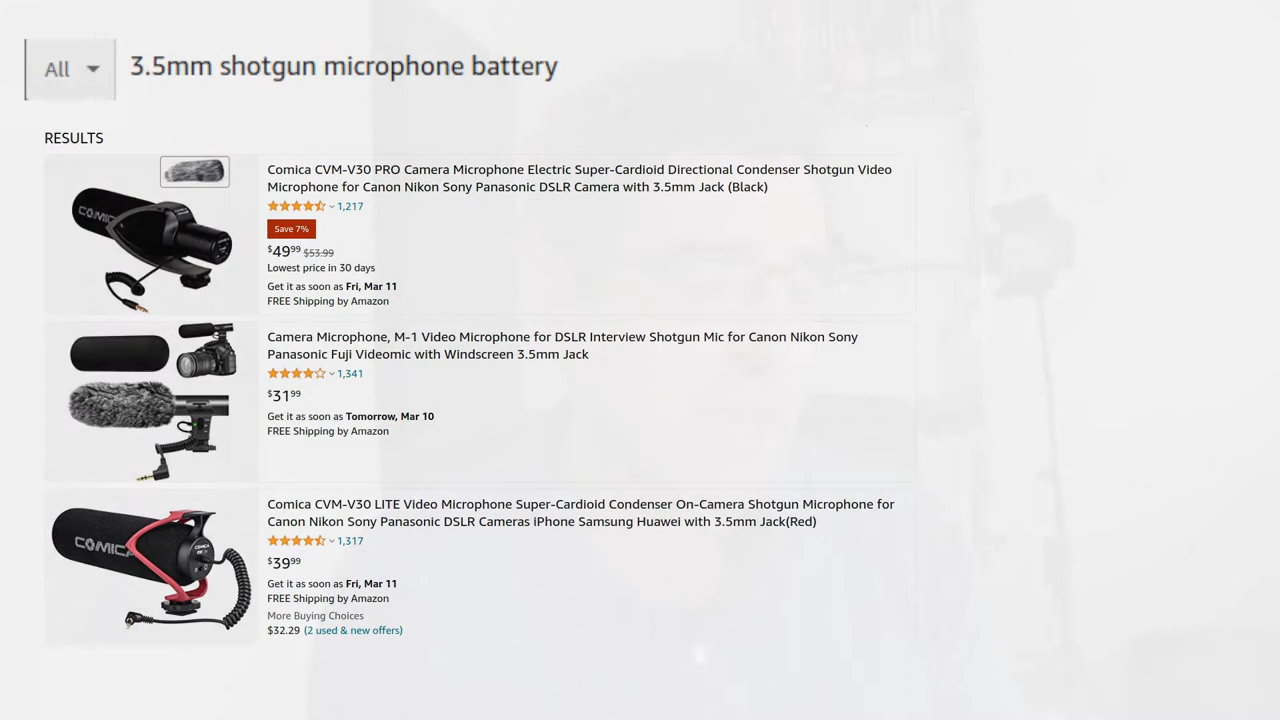 All
3.5mm shotgun microphone battery
RESULTS
Comica CVM-V30 PRO Camera Microphone Electric Super-Cardioid Directional Condenser Shotgun Video
Microphone for Canon Nikon Sony Panasonic DSLR Camera with 3.5mm Jack (Black)
1,217
Save 7%
$49⁹⁹ $53.99
Lowest price in 30 days
Get it as soon as Fri, Mar 11
FREE Shipping by Amazon
COMIC
Camera Microphone, M-1 Video Microphone for DSLR Interview Shotgun Mic for Canon Nikon Sony
Panasonic Fuji Videomic with Windscreen 3.5mm Jack
1,341
$31⁹⁹
Get it as soon as Tomorrow, Mar 10
FREE Shipping by Amazon
Comica CVM-V30 LITE Video Microphone Super-Cardioid Condenser On-Camera Shotgun Microphone for
Canon Nikon Sony Panasonic DSLR Cameras iPhone Samsung Huawei with 3.5mm Jack(Red)
1,317
$39⁹⁹
Get it as soon as Fri, Mar 11
FREE Shipping by Amazon
More Buying Choices
$32.29 (2 used & new offers)
COMICA
COMICA